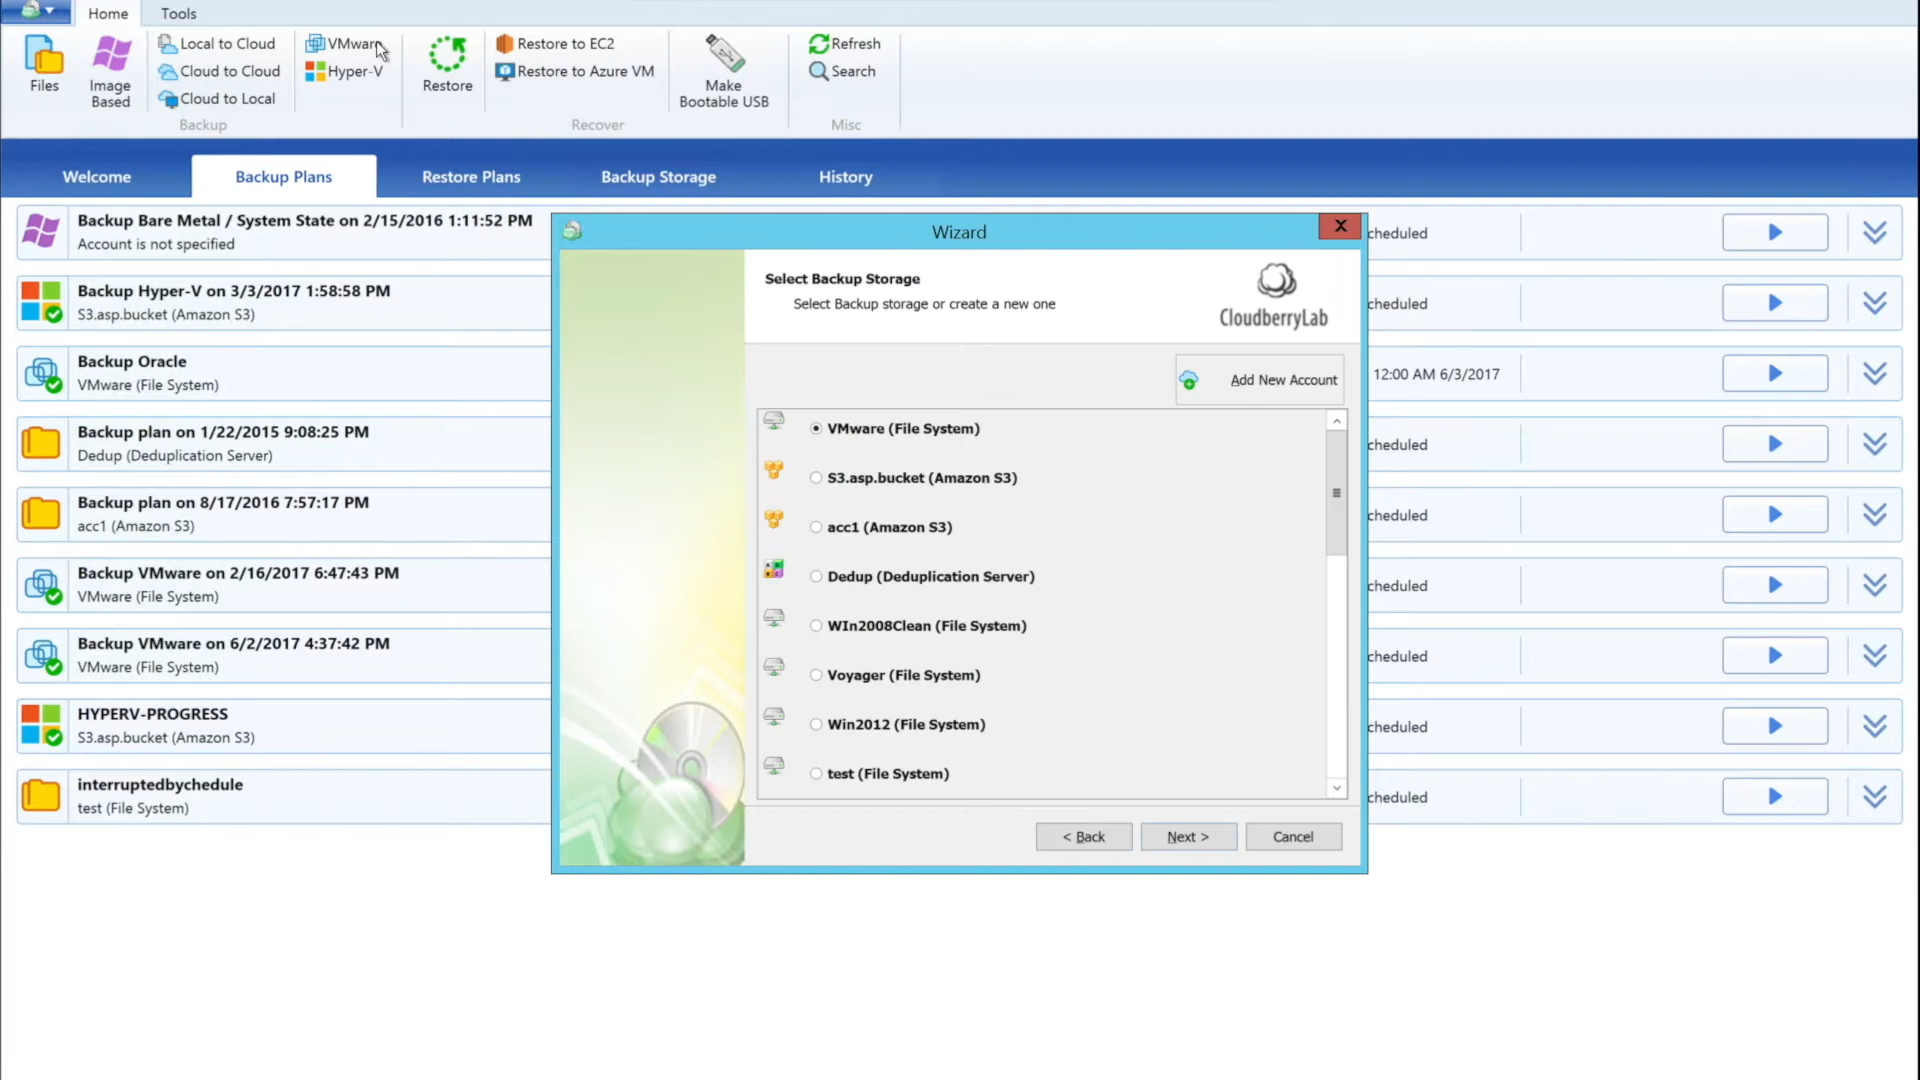 Home
Tools
Files
Image
Based
Local to Cloud
Cloud to Cloud
Cloud to Local
Backup
VMware
Hyper-V
Restore
Restore to EC2
Restore to Azure VM
Recover
Make
Bootable USB
Refresh
Search
Misc
Welcome
Backup Plans
Restore Plans
Backup Storage
History
Backup Bare Metal / System State on 2/15/2016 1:11:52 PM
Account is not specified
cheduled
Backup Hyper-V on 3/3/2017 1:58:58 PM
S3.asp.bucket (Amazon S3)
cheduled
Backup Oracle
VMware (File System)
12:00 AM 6/3/2017
Backup plan on 1/22/2015 9:08:25 PM
Dedup (Deduplication Server)
cheduled
Backup plan on 8/17/2016 7:57:17 PM
acc1 (Amazon S3)
cheduled
Backup VMware on 2/16/2017 6:47:43 PM
VMware (File System)
cheduled
Backup VMware on 6/2/2017 4:37:42 PM
VMware (File System)
cheduled
HYPERV-PROGRESS
S3.asp.bucket (Amazon S3)
cheduled
interruptedbychedule
test (File System)
cheduled
Wizard
X
Select Backup Storage
Select Backup storage or create a new one
CloudberryLab
Add New Account
VMware (File System)
S3.asp.bucket (Amazon S3)
acc1 (Amazon S3)
Dedup (Deduplication Server)
WIn2008Clean (File System)
Voyager (File System)
Win2012 (File System)
test (File System)
< Back
Next >
Cancel